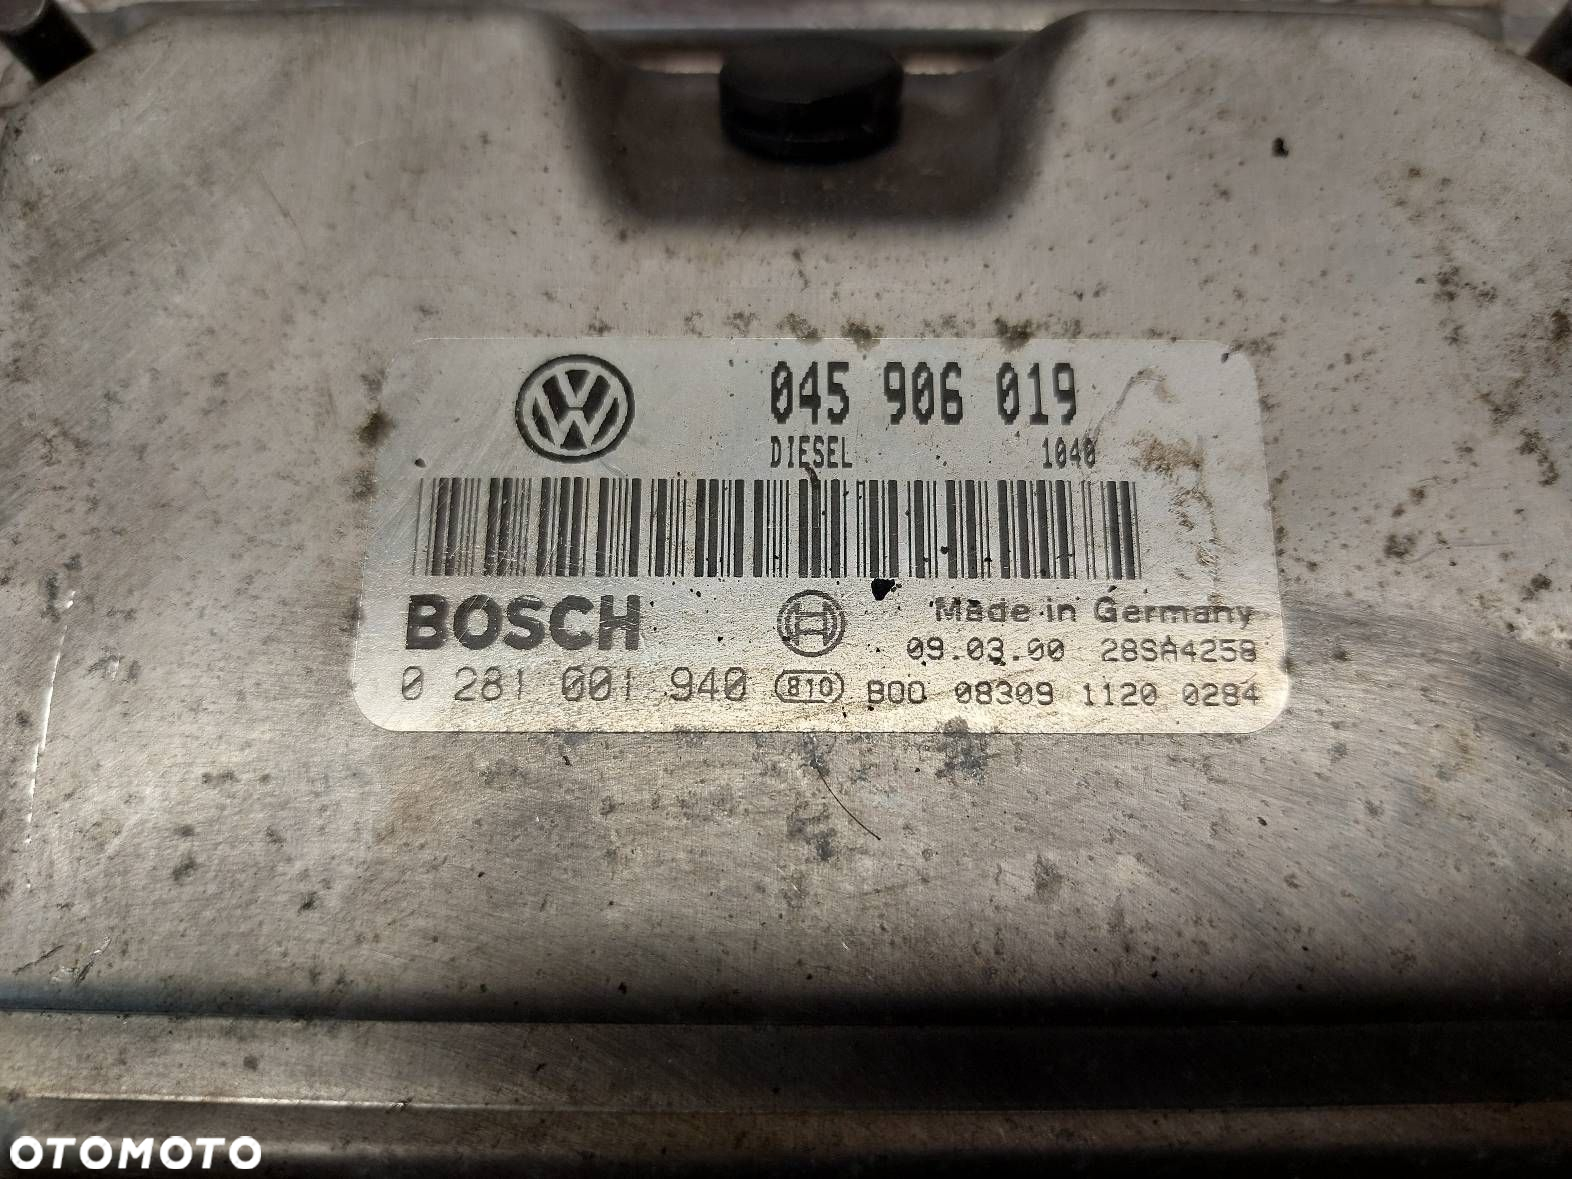 045 906 019
DIESEL 1040
BOSCH Made in Germany
09.03.00 28SA4258
0 281 001 940 810 B00 08309 1120 0284
OTOMOTO